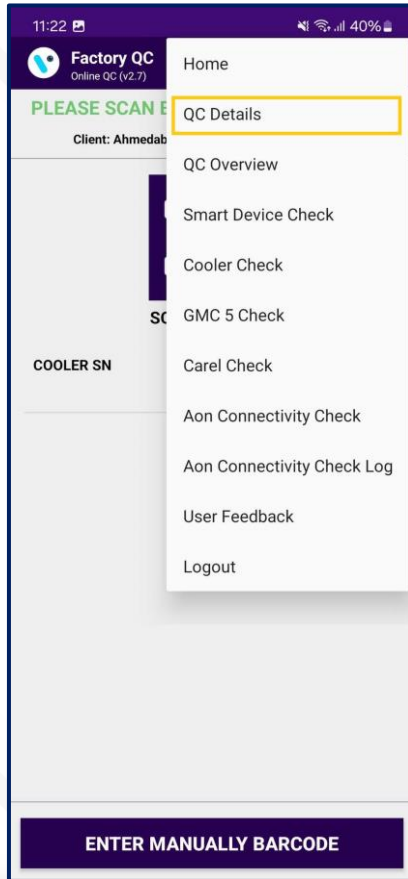 11:22 40%
Factory QC
Online QC (v2.7)
PLEASE SCAN
Client: Ahmedab
SC
COOLER SN
Home
QC Details
QC Overview
Smart Device Check
Cooler Check
GMC 5 Check
Carel Check
Aon Connectivity Check
Aon Connectivity Check Log
User Feedback
Logout
ENTER MANUALLY BARCODE